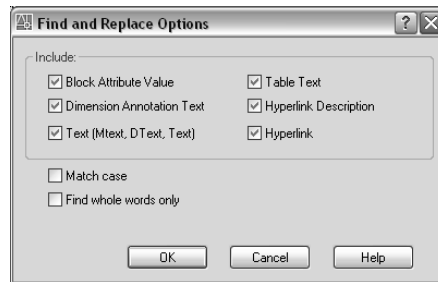 Find and Replace Options
Include:
Block Attribute Value
Table Text
Dimension Annotation Text
Hyperlink Description
Text (Mtext, DText, Text)
Hyperlink
Match case
Find whole words only
OK
Cancel
Help